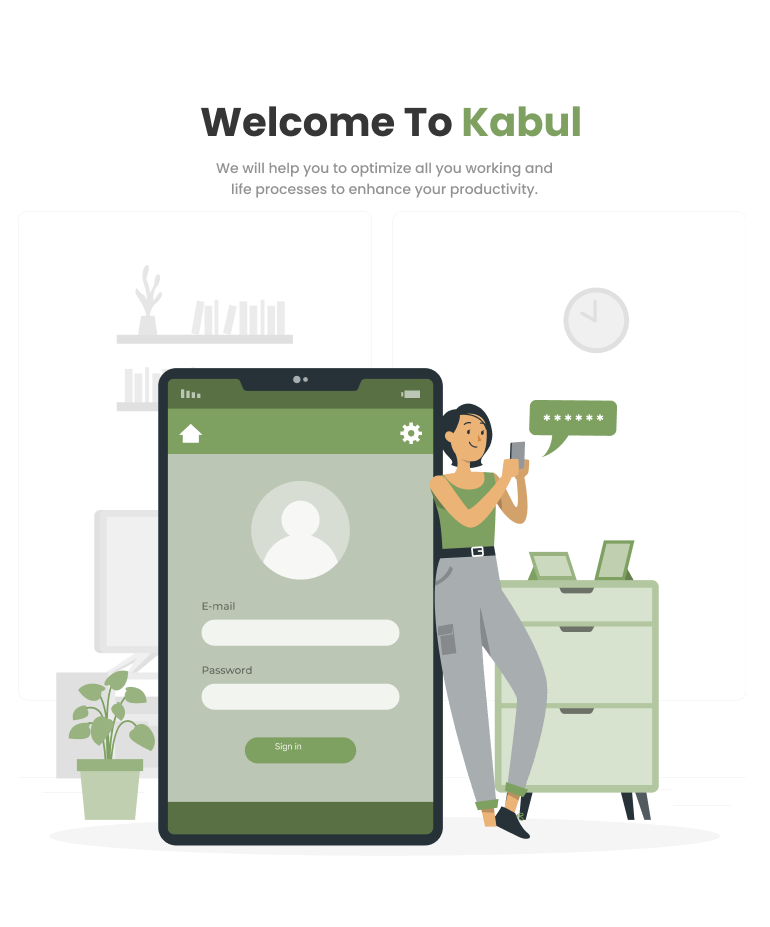 Welcome To Kabul
We will help you to optimize all you working and
life processes to enhance your productivity.
******
E-mail
Password
Sign in